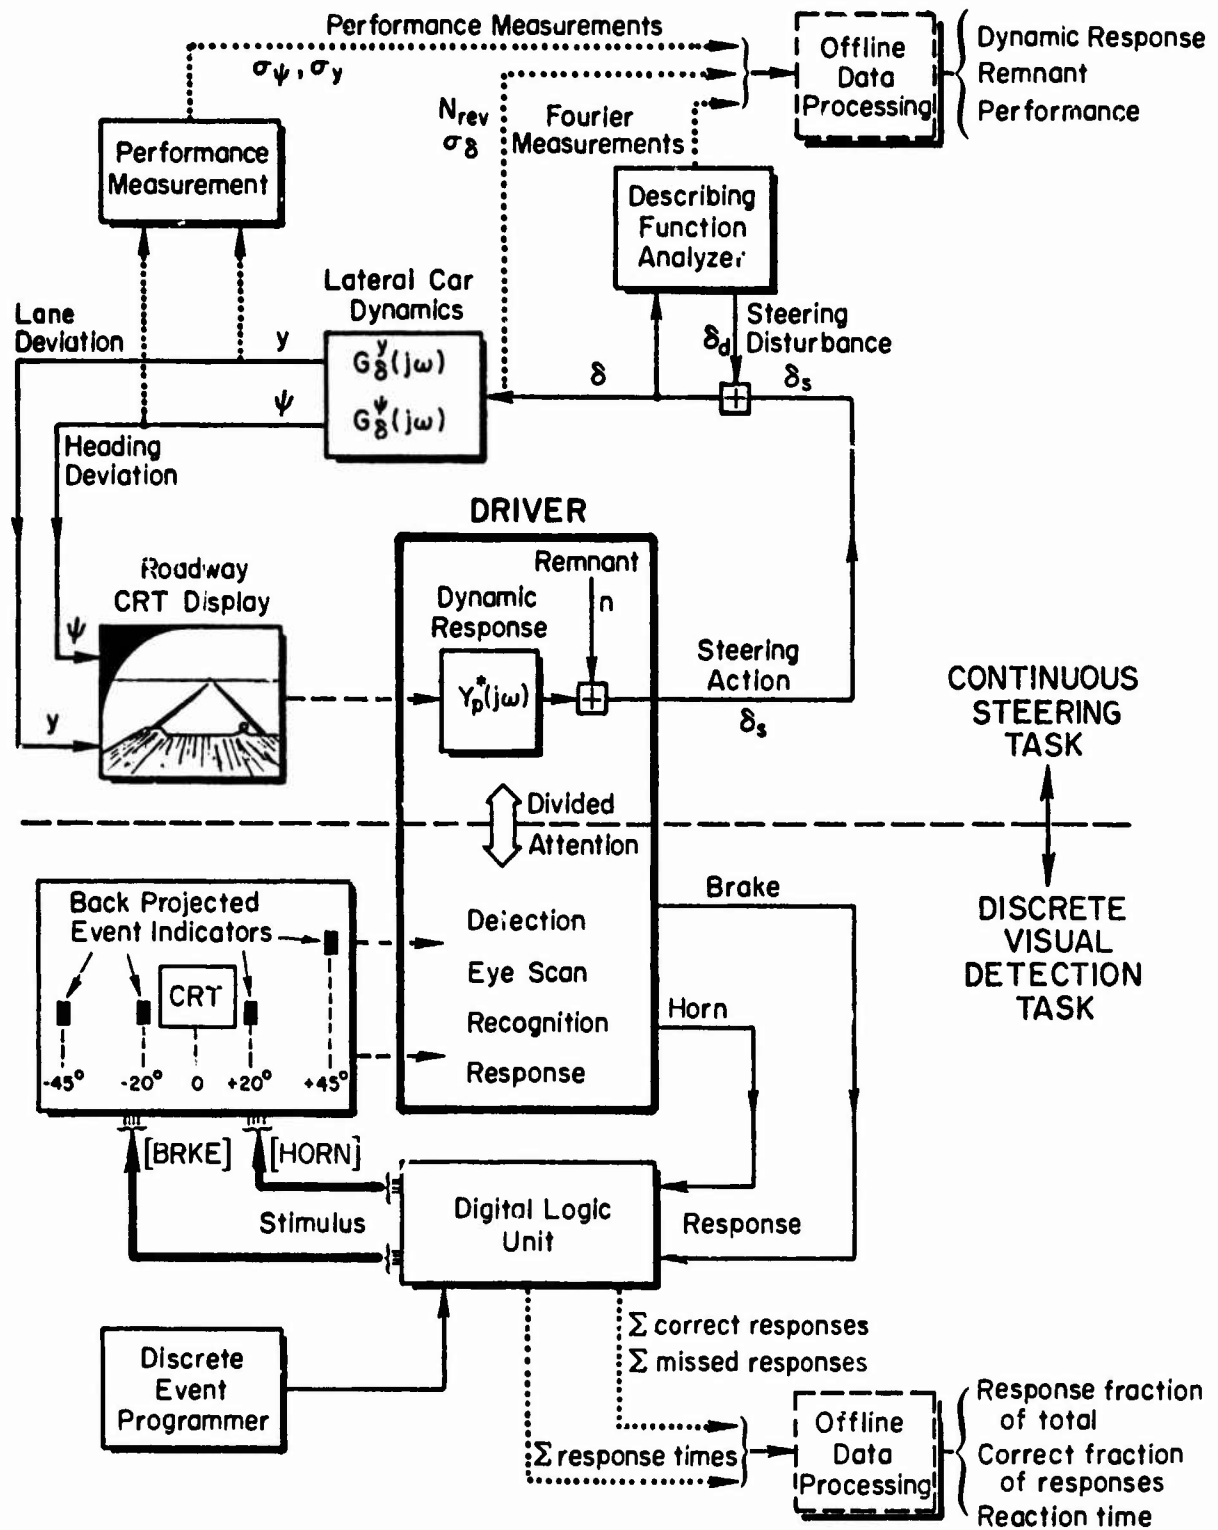 Performance Measurements
σψ, σy
Offline
Data
Processing
Dynamic Response
Remnant
Performance
Nrev
σδ
Fourier
Measurements
Performance
Measurement
Describing
Function
Analyzer
Lateral Car
Dynamics
Lane
Deviation
y
G^y_δ(jω)
ψ
G^ψ_δ(jω)
δ
δd
Steering
Disturbance
+
δs
Heading
Deviation
DRIVER
Roadway
CRT Display
ψ
y
Remnant
n
Dynamic
Response
Y*p(jω)
+
Steering
Action
δs
CONTINUOUS
STEERING
TASK
Divided
Attention
DISCRETE
VISUAL
DETECTION
TASK
Back Projected
Event Indicators
CRT
-45° -20° 0 +20° +45°
Detection
Eye Scan
Recognition
Response
Brake
Horn
[BRKE] [HORN]
Stimulus
Digital Logic
Unit
Response
Discrete
Event
Programmer
Σ correct responses
Σ missed responses
Σ response times
Offline
Data
Processing
Response fraction
of total
Correct fraction
of responses
Reaction time